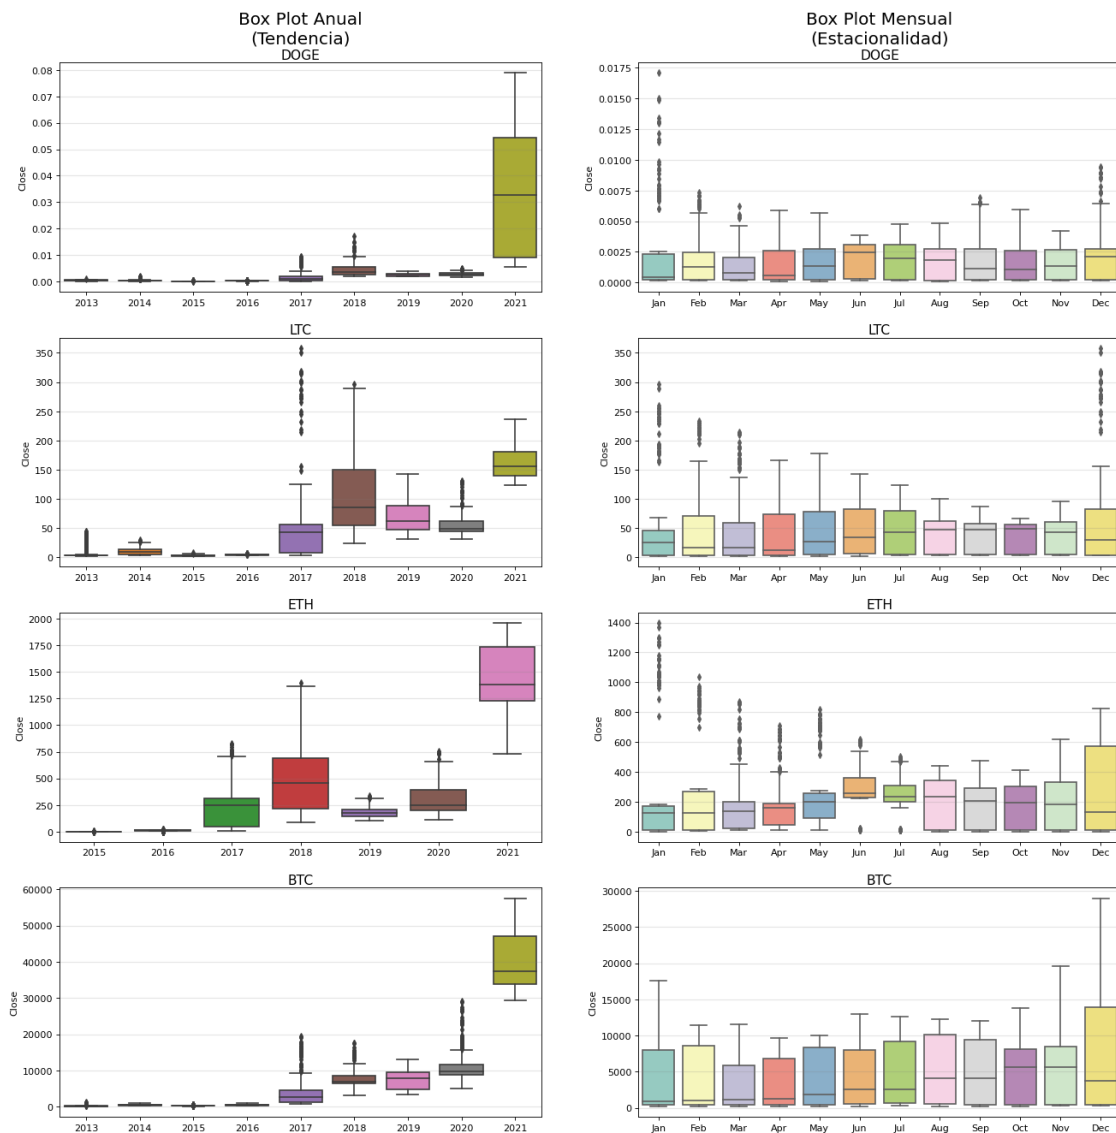 Box Plot Anual
(Tendencia)
DOGE
Close
0.08
0.07
0.06
0.05
0.04
0.03
0.02
0.01
0.00
2013 2014 2015 2016 2017 2018 2019 2020 2021
Box Plot Mensual
(Estacionalidad)
DOGE
Close
0.0175
0.0150
0.0125
0.0100
0.0075
0.0050
0.0025
0.0000
Jan Feb Mar Apr May Jun Jul Aug Sep Oct Nov Dec
LTC
Close
350
300
250
200
150
100
50
0
2013 2014 2015 2016 2017 2018 2019 2020 2021
LTC
Close
350
300
250
200
150
100
50
0
Jan Feb Mar Apr May Jun Jul Aug Sep Oct Nov Dec
ETH
Close
2000
1750
1500
1250
1000
750
500
250
0
2015 2016 2017 2018 2019 2020 2021
ETH
Close
1400
1200
1000
800
600
400
200
0
Jan Feb Mar Apr May Jun Jul Aug Sep Oct Nov Dec
BTC
Close
60000
50000
40000
30000
20000
10000
0
2013 2014 2015 2016 2017 2018 2019 2020 2021
BTC
Close
30000
25000
20000
15000
10000
5000
0
Jan Feb Mar Apr May Jun Jul Aug Sep Oct Nov Dec